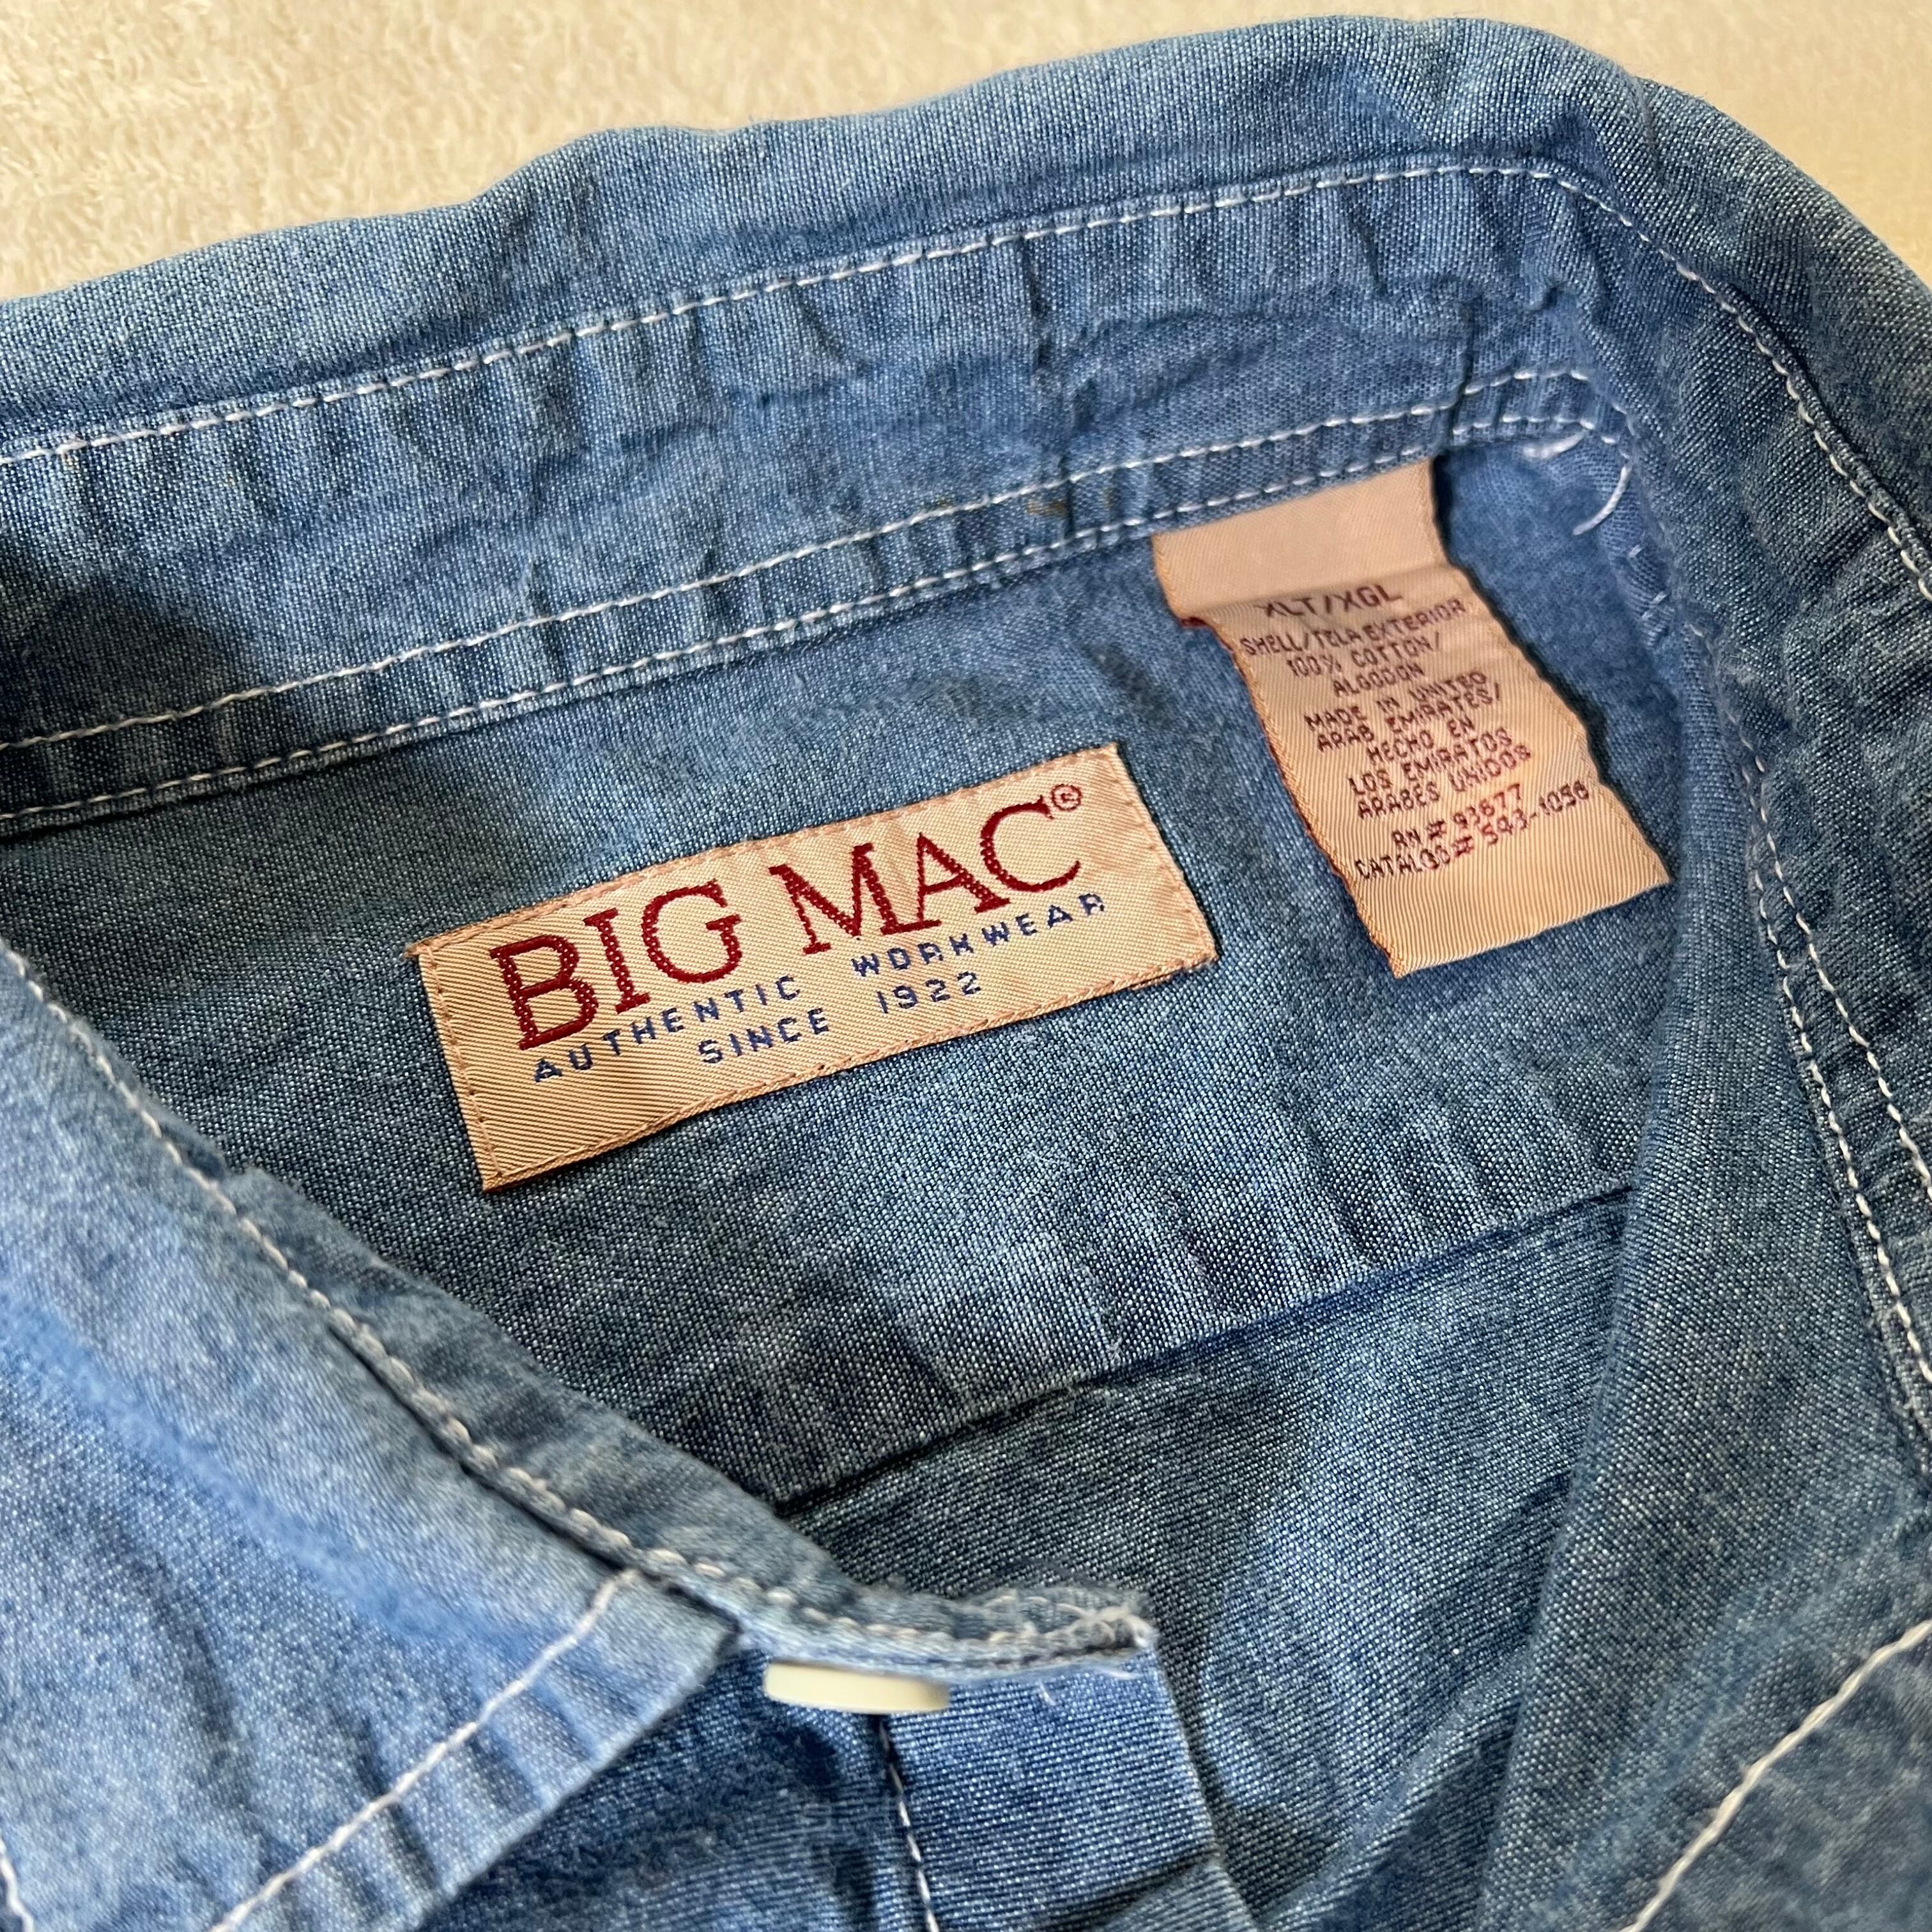 BIG MAC®
AUTHENTIC WORKWEAR
SINCE 1922
XLT/XGL
SHELL/TELA EXTERIOR
100% COTTON/
ALGODON
MADE IN UNITED
ARAB EMIRATES/
HECHO EN
LOS EMIRATOS
ARABES UNIDOS
RN# 93677
CATALOG# 543-1056